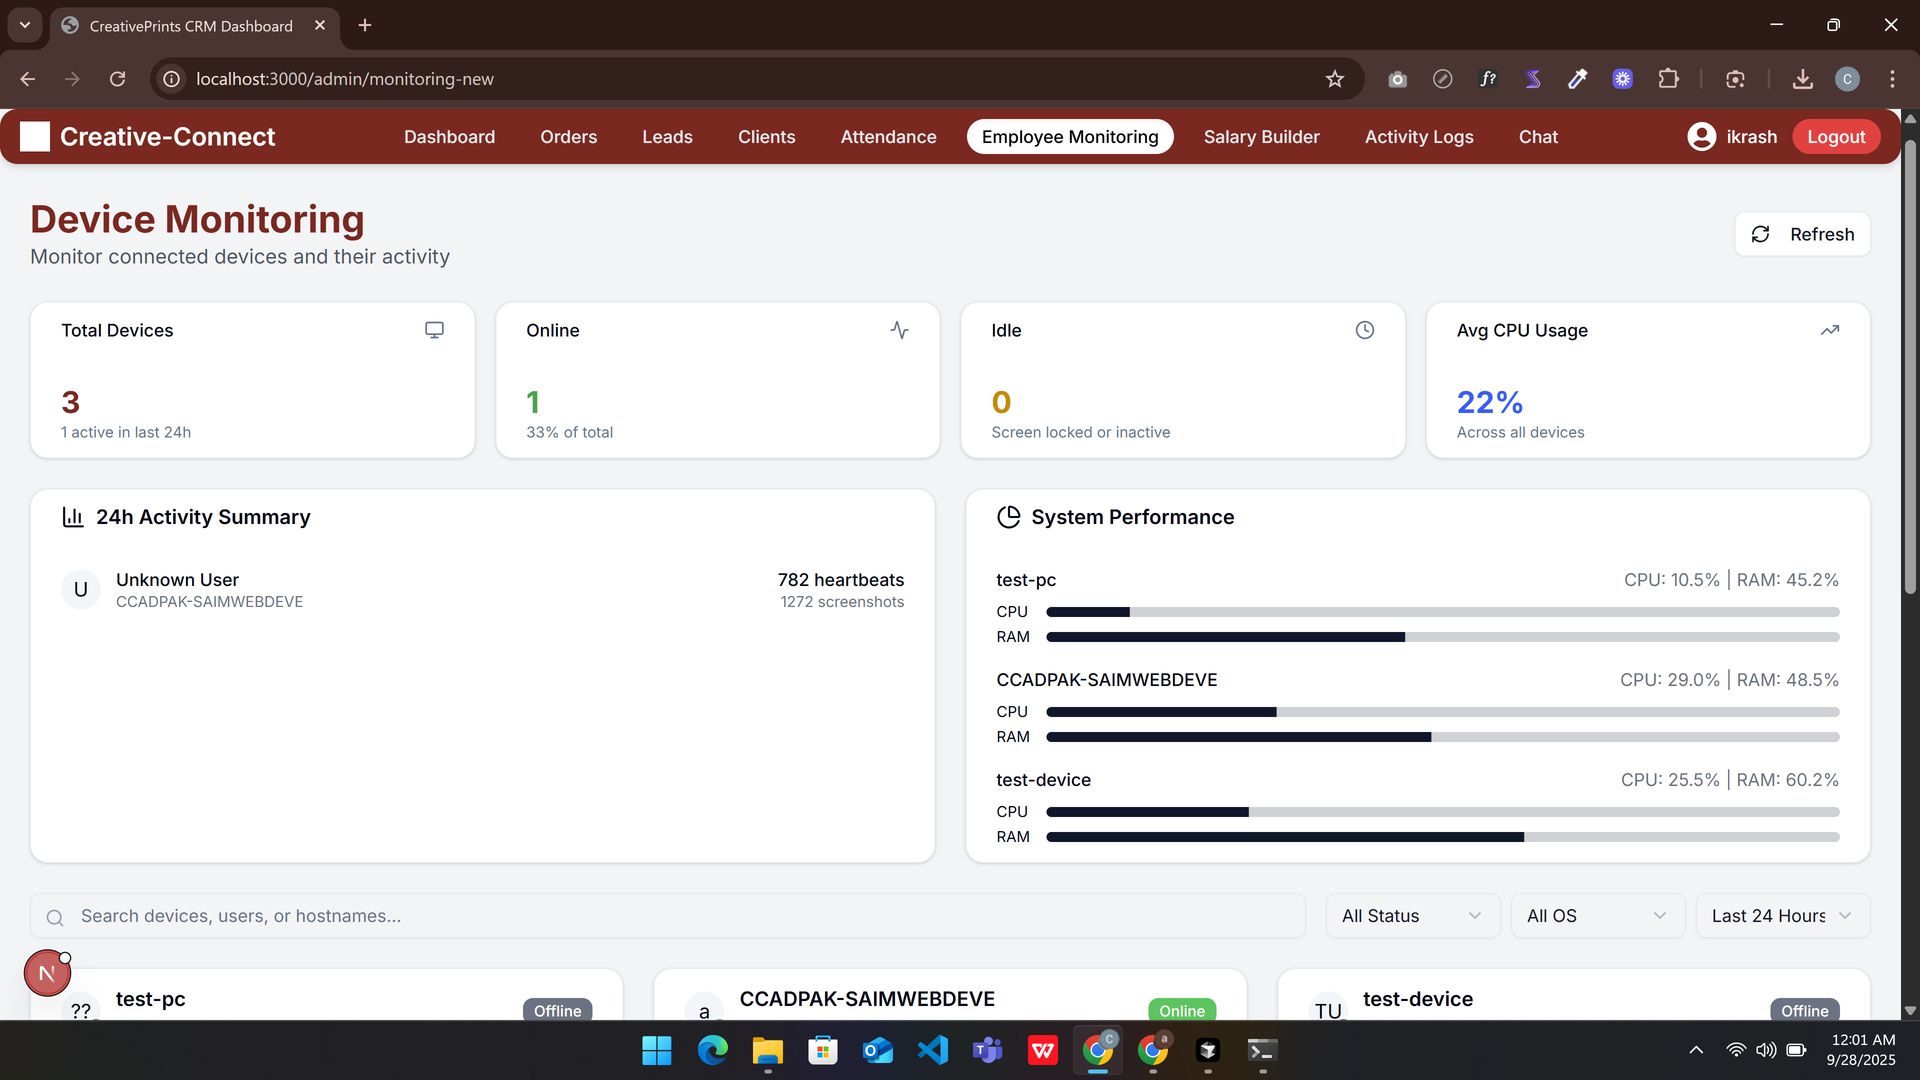 CreativePrints CRM Dashboard
localhost:3000/admin/monitoring-new
f?
C
Creative-Connect
Dashboard
Orders
Leads
Clients
Attendance
Employee Monitoring
Salary Builder
Activity Logs
Chat
ikrash
Logout
Device Monitoring
Monitor connected devices and their activity
Refresh
Total Devices
3
1 active in last 24h
Online
1
33% of total
Idle
0
Screen locked or inactive
Avg CPU Usage
22%
Across all devices
24h Activity Summary
U
Unknown User
CCADPAK-SAIMWEBDEVE
782 heartbeats
1272 screenshots
System Performance
test-pc
CPU: 10.5% | RAM: 45.2%
CPU
RAM
CCADPAK-SAIMWEBDEVE
CPU: 29.0% | RAM: 48.5%
CPU
RAM
test-device
CPU: 25.5% | RAM: 60.2%
CPU
RAM
Search devices, users, or hostnames...
All Status
All OS
Last 24 Hours
N
??
test-pc
Offline
a
CCADPAK-SAIMWEBDEVE
Online
TU
test-device
Offline
12:01 AM
9/28/2025